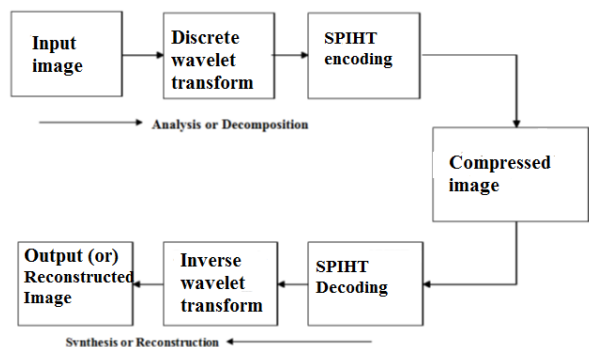 Input
image
Discrete
wavelet
transform
SPIHT
encoding
Analysis or Decomposition
Compressed
image
Output (or)
Reconstructed
Image
Inverse
wavelet
transform
SPIHT
Decoding
Synthesis or Reconstruction